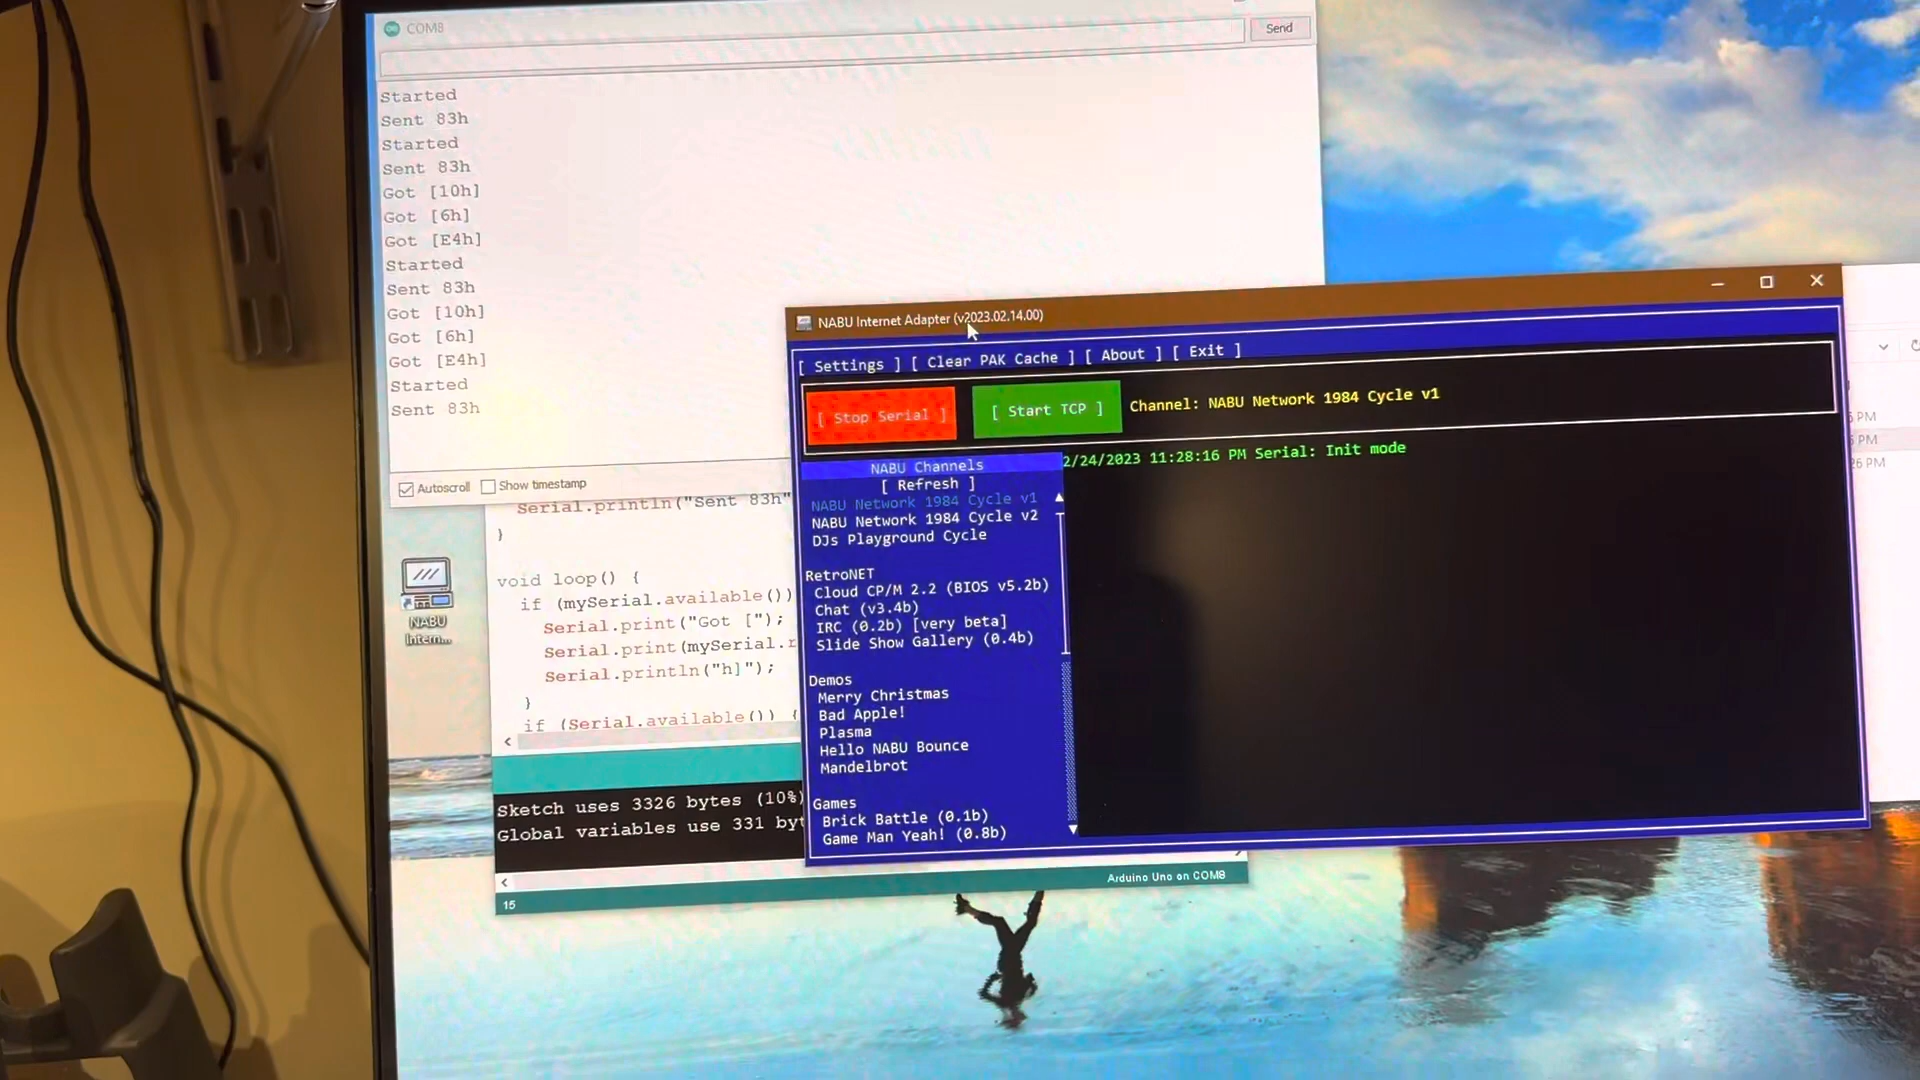 COM8
Send
Started
Sent 83h
Started
Sent 83h
Got [10h]
Got [6h]
Got [E4h]
Started
Sent 83h
Got [10h]
Got [6h]
Got [E4h]
Started
Sent 83h
Autoscroll Show timestamp
Serial.println("Sent 83h"
}
void loop() {
if (mySerial.available())
Serial.print("Got [");
Serial.print(mySerial.r
Serial.println("h]");
}
if (Serial.available()) {
Sketch uses 3326 bytes (10%)
Global variables use 331 byt
15
Arduino Uno on COM8
NABU
Intern...
NABU Internet Adapter (v2023.02.14.00)
[ Settings ] [ Clear PAK Cache ] [ About ] [ Exit ]
[ Stop Serial ] [ Start TCP ] Channel: NABU Network 1984 Cycle v1
NABU Channels
[ Refresh ]
NABU Network 1984 Cycle v1
NABU Network 1984 Cycle v2
DJs Playground Cycle
RetroNET
Cloud CP/M 2.2 (BIOS v5.2b)
Chat (v3.4b)
IRC (0.2b) [very beta]
Slide Show Gallery (0.4b)
Demos
Merry Christmas
Bad Apple!
Plasma
Hello NABU Bounce
Mandelbrot
Games
Brick Battle (0.1b)
Game Man Yeah! (0.8b)
2/24/2023 11:28:16 PM Serial: Init mode
PM
PM
PM